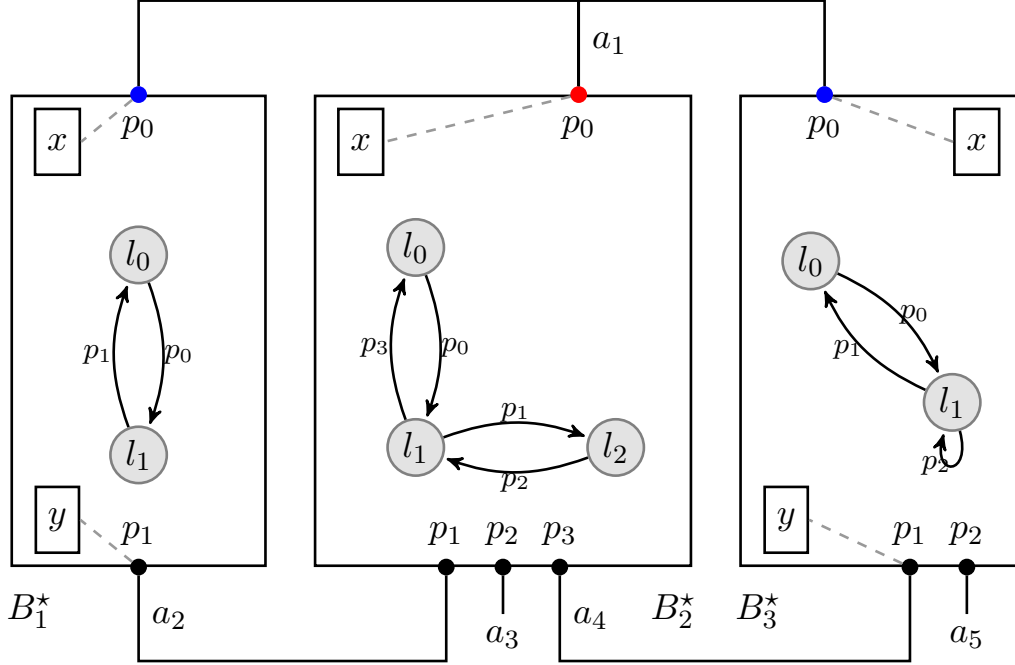 a₁
x p₀ x p₀ p₀ x
l₀ l₀ l₀
p₁ p₀ p₃ p₀ p₁ p₀
l₁ l₁ p₁ p₂ l₂ l₁ p₂
y p₁ p₁ p₂ p₃ y p₁ p₂
B₁⋆ a₂ a₃ a₄ B₂⋆ B₃⋆ a₅